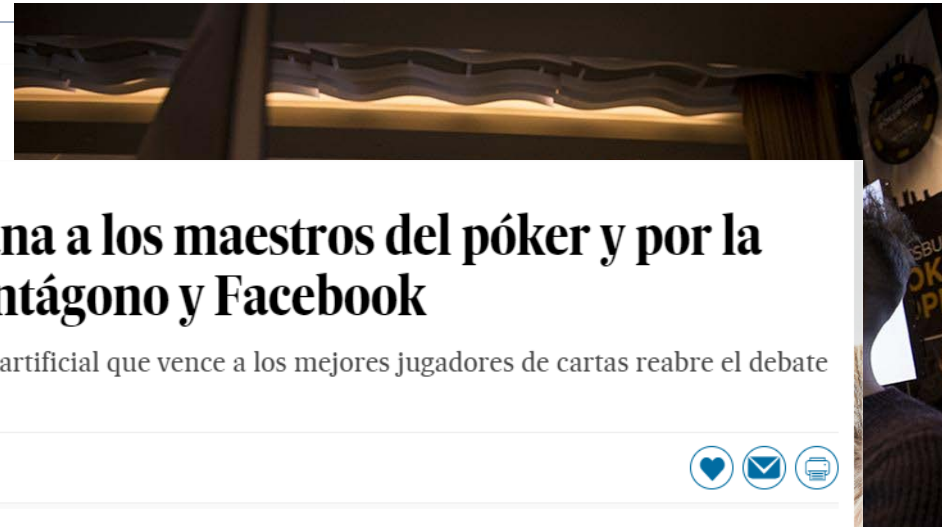 na a los maestros del póker y por la
ntágono y Facebook
artificial que vence a los mejores jugadores de cartas reabre el debate